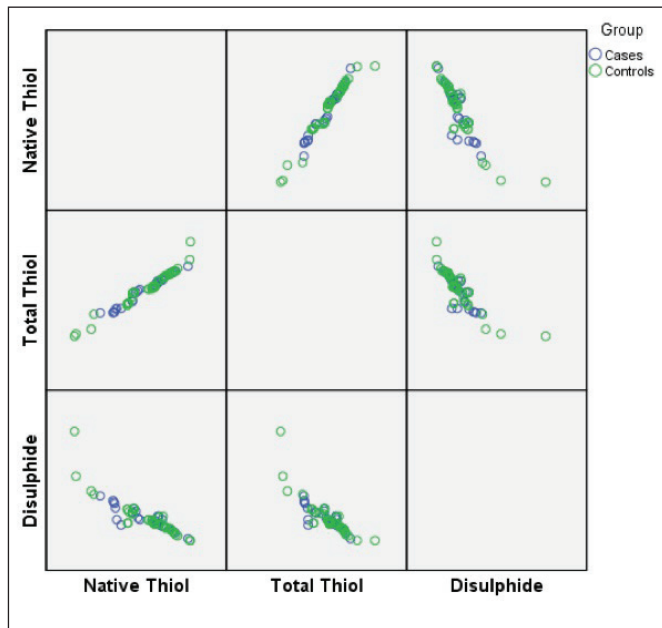 Group
Cases
Controls
Native Thiol
Total Thiol
Disulphide
Native Thiol
Total Thiol
Disulphide